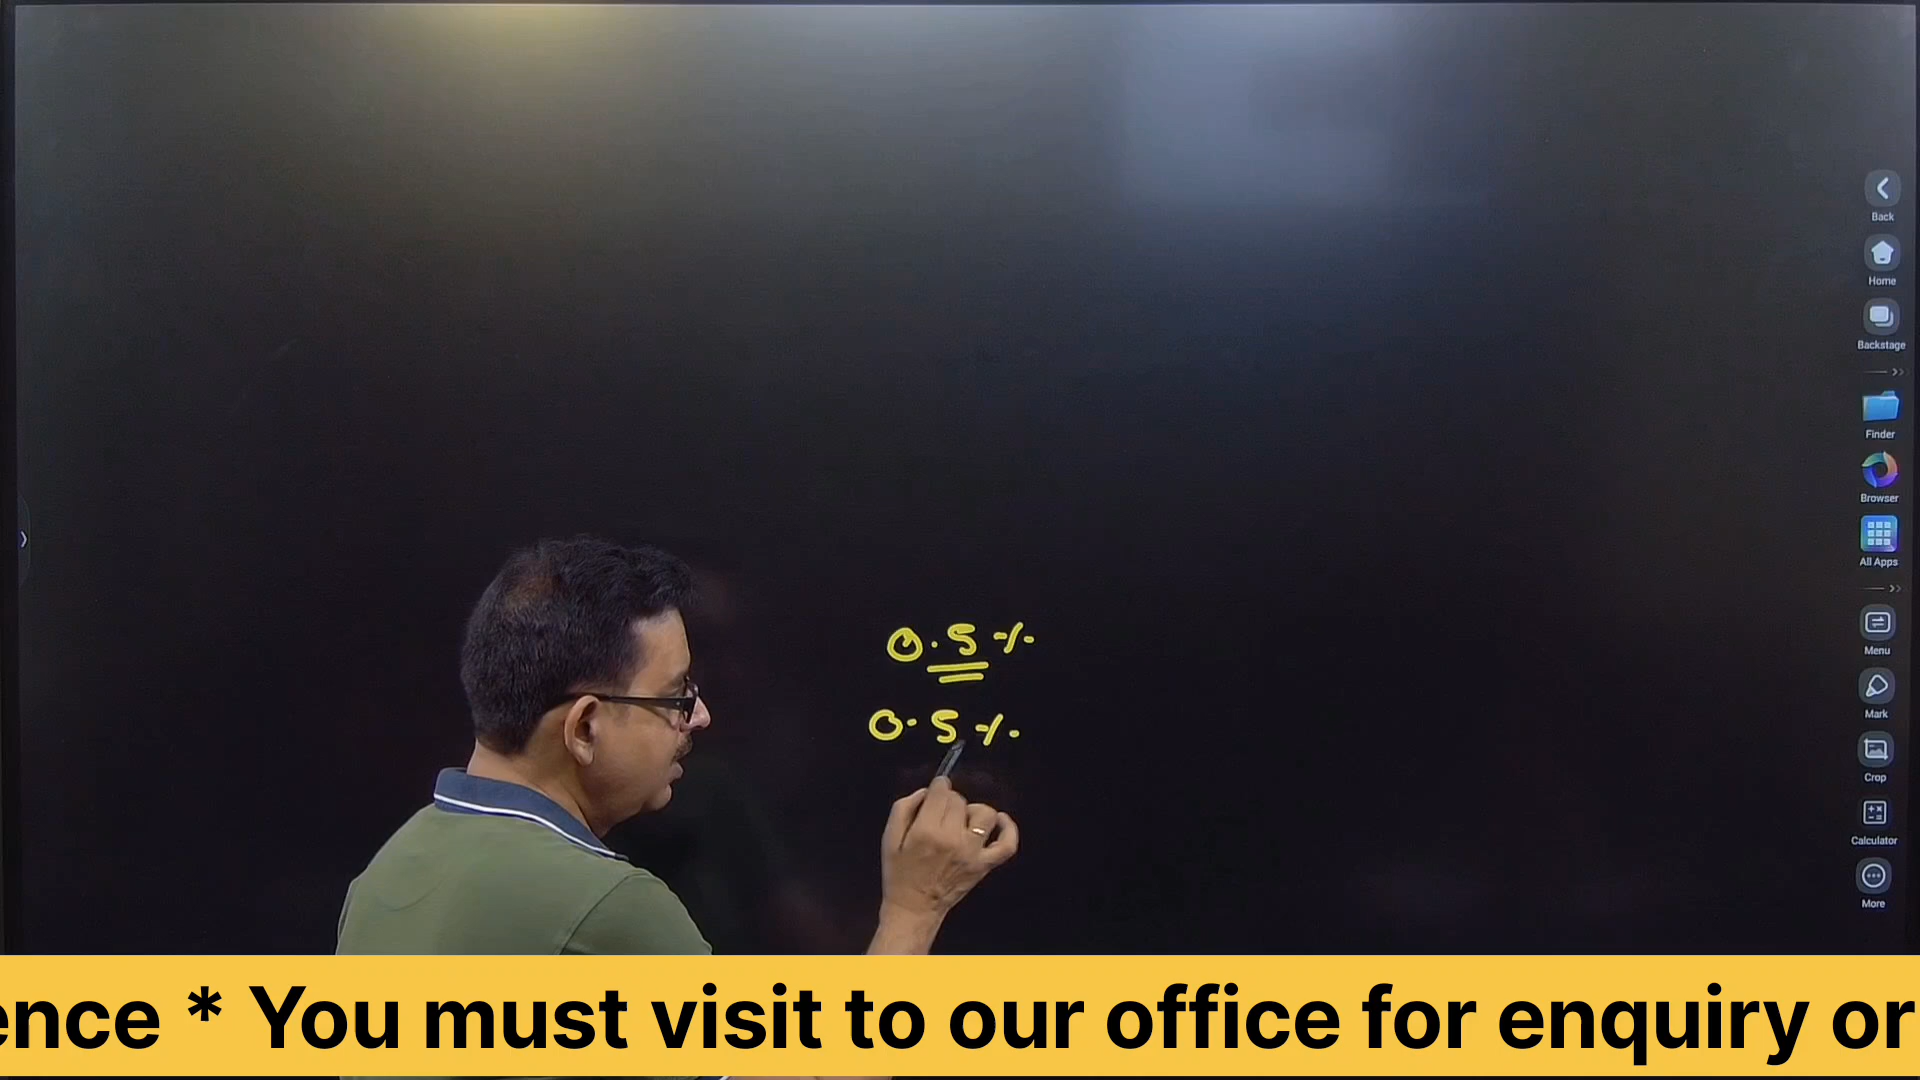 Back
Home
Backstage
Finder
Browser
All Apps
0.5%
Menu
Mark
0.5%
Crop
Calculator
More
ence * You must visit to our office for enquiry or